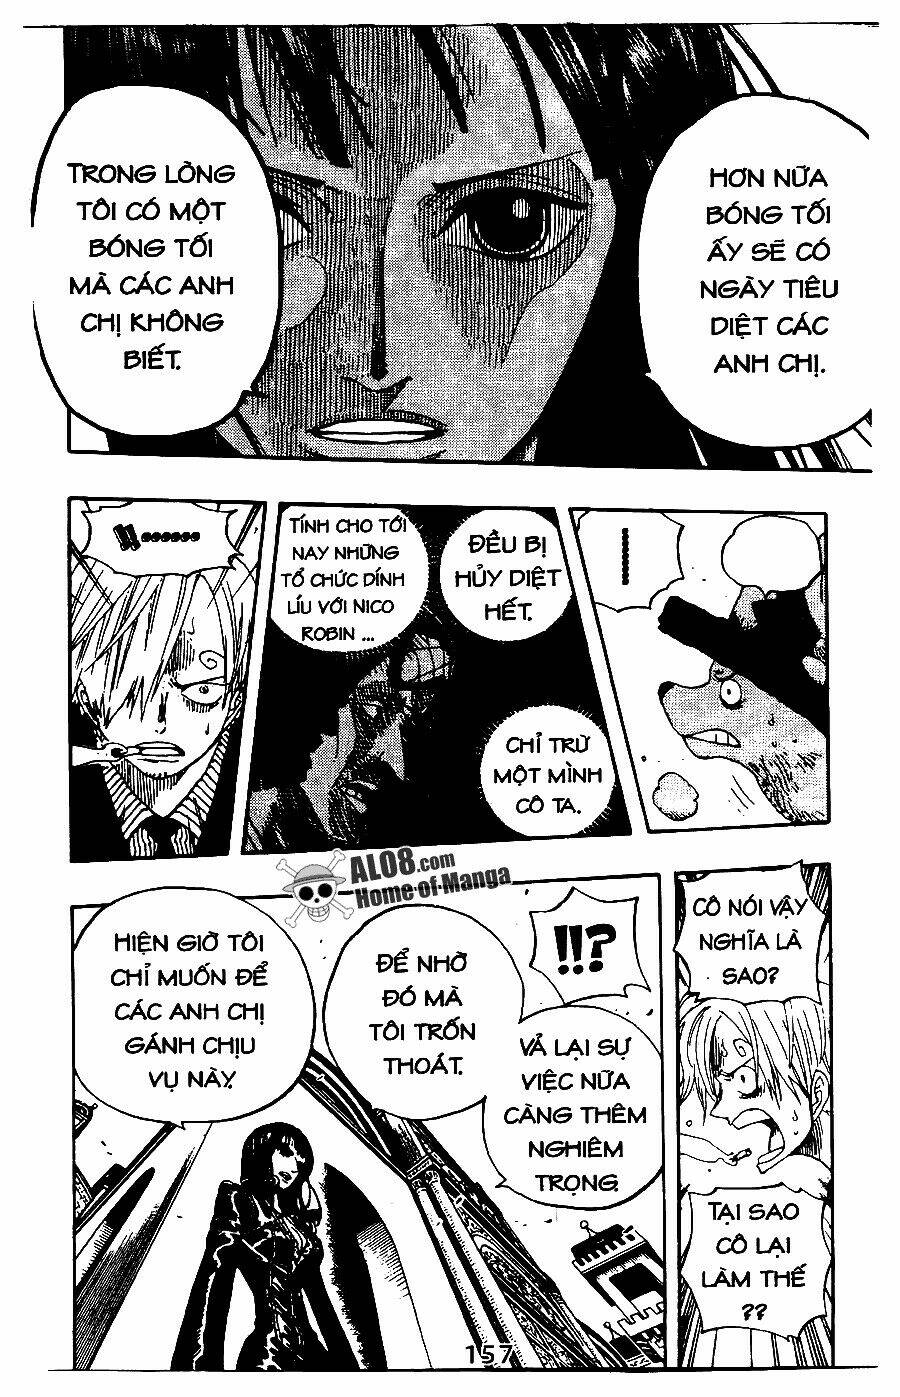 TRONG LÒNG
TÔI CÓ MỘT
BÓNG TỐI
MÀ CÁC ANH
CHỊ KHÔNG
BIẾT.
HƠN NỮA
BÓNG TỐI
ẤY SẼ CÓ
NGÀY TIÊU
DIỆT CÁC
ANH CHỊ.
!!......
TÍNH CHO TỚI
NAY NHỮNG
TỔ CHỨC DÍNH
LÍU VỚI NICO
ROBIN ...
ĐỀU BỊ
HỦY DIỆT
HẾT.
CHỈ TRỪ
MỘT MÌNH
CÔ TA.
.........
ALO8.com
Home of Manga
HIỆN GIỜ TÔI
CHỈ MUỐN ĐỂ
CÁC ANH CHỊ
GÁNH CHỊU
VỤ NÀY.
ĐỂ NHỜ
ĐÓ MÀ
TÔI TRỐN
THOÁT.
!!?
VẢ LẠI SỰ
VIỆC NỮA
CÀNG THÊM
NGHIÊM
TRỌNG
CÔ NÓI VẬY
NGHĨA LÀ
SAO?
TẠI SAO
CÔ LẠI
LÀM THẾ
??
157